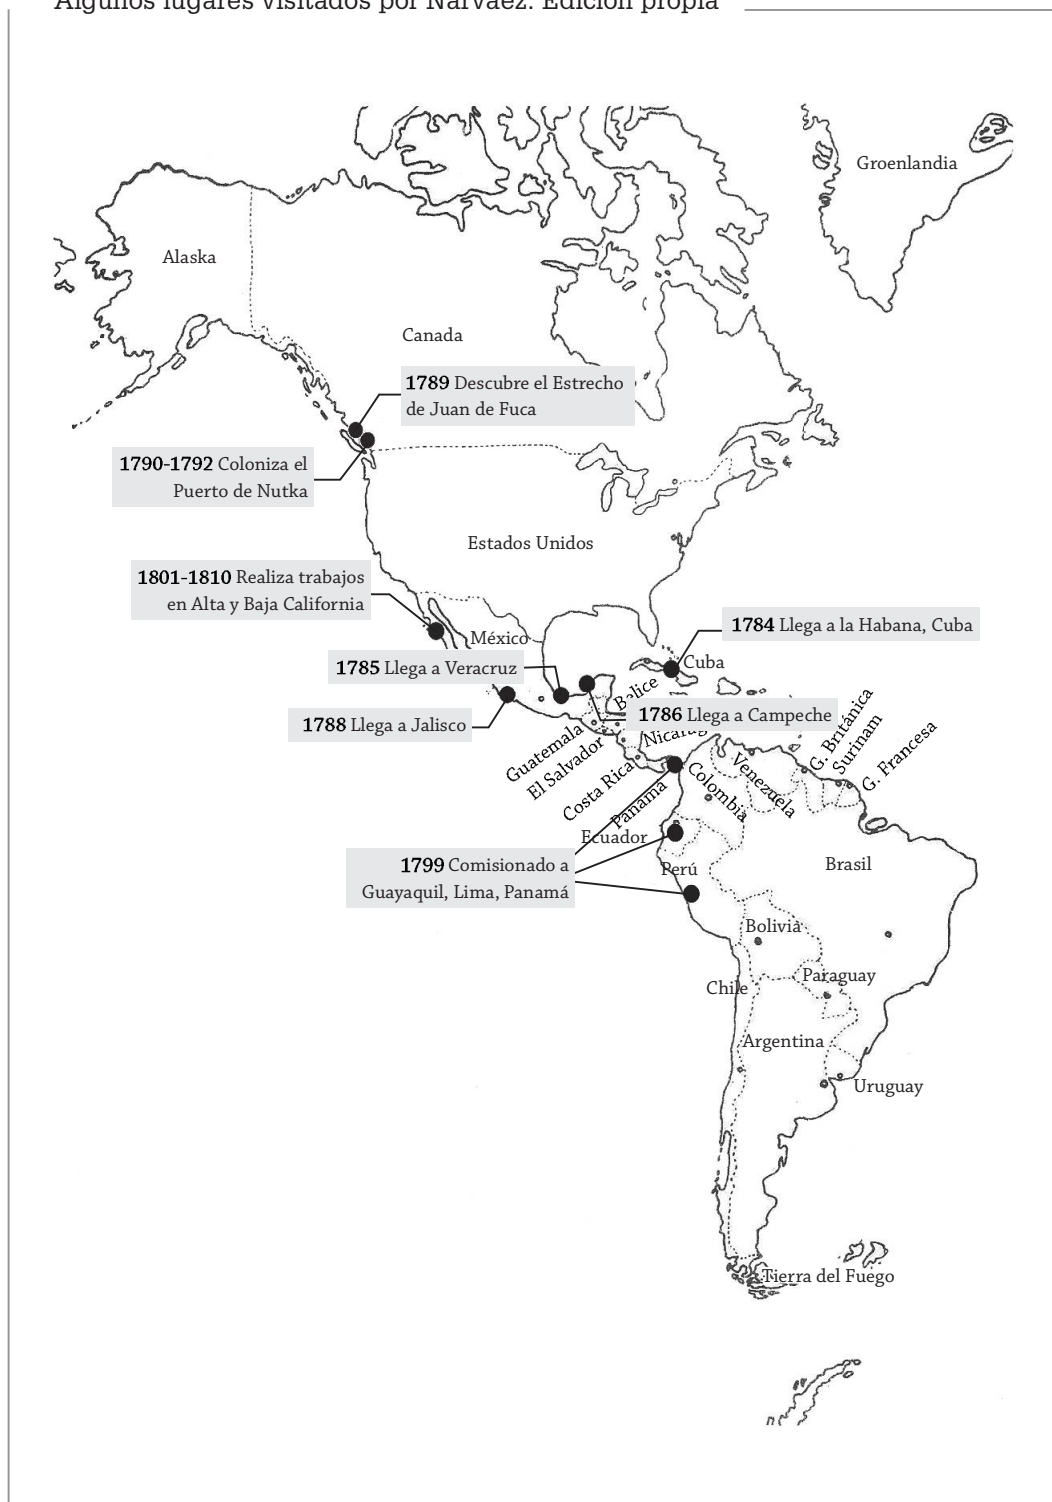 Algunos lugares visitados por Narváez. Edición propia
Groenlandia
Alaska
Canada
1789 Descubre el Estrecho
de Juan de Fuca
1790-1792 Coloniza el
Puerto de Nutka
Estados Unidos
1801-1810 Realiza trabajos
en Alta y Baja California
1784 Llega a la Habana, Cuba
México
1785 Llega a Veracruz
Cuba
Belice
1786 Llega a Campeche
1788 Llega a Jalisco
Guatemala
El Salvador
Nicarag
Costa Rica
Panama
Colombia
Venezuela
G. Británica
Surinam
G. Francesa
Ecuador
1799 Comisionado a
Guayaquil, Lima, Panamá
Perú
Brasil
Bolivia
Paraguay
Chile
Argentina
Uruguay
Tierra del Fuego